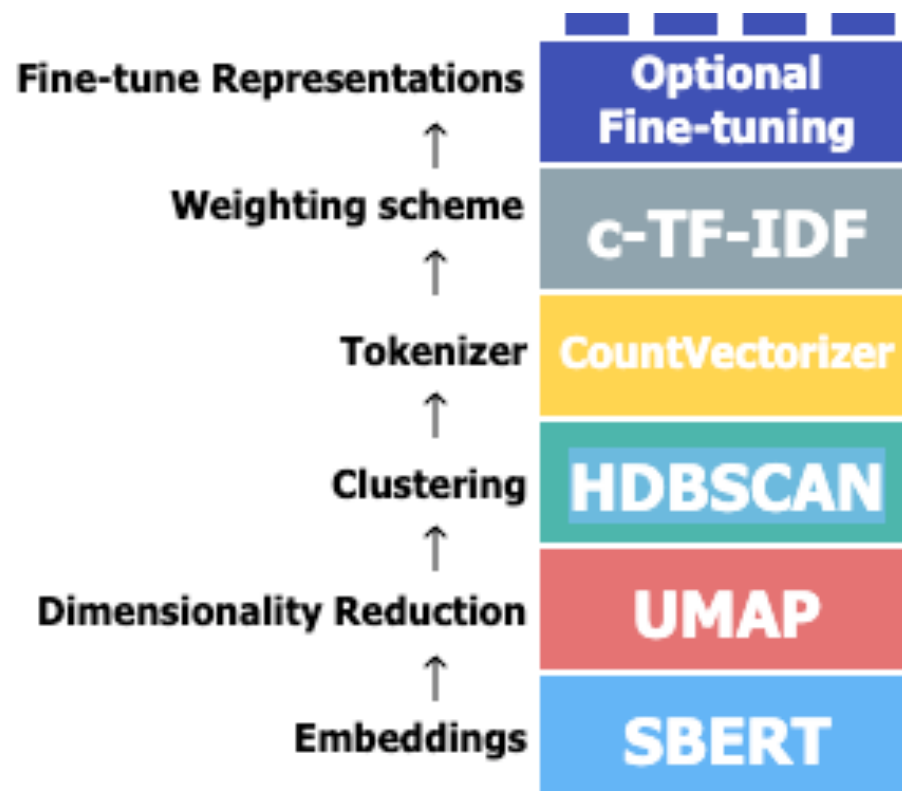 Fine-tune Representations
Optional
Fine-tuning
Weighting scheme
c-TF-IDF
Tokenizer
CountVectorizer
Clustering
HDBSCAN
Dimensionality Reduction
UMAP
Embeddings
SBERT